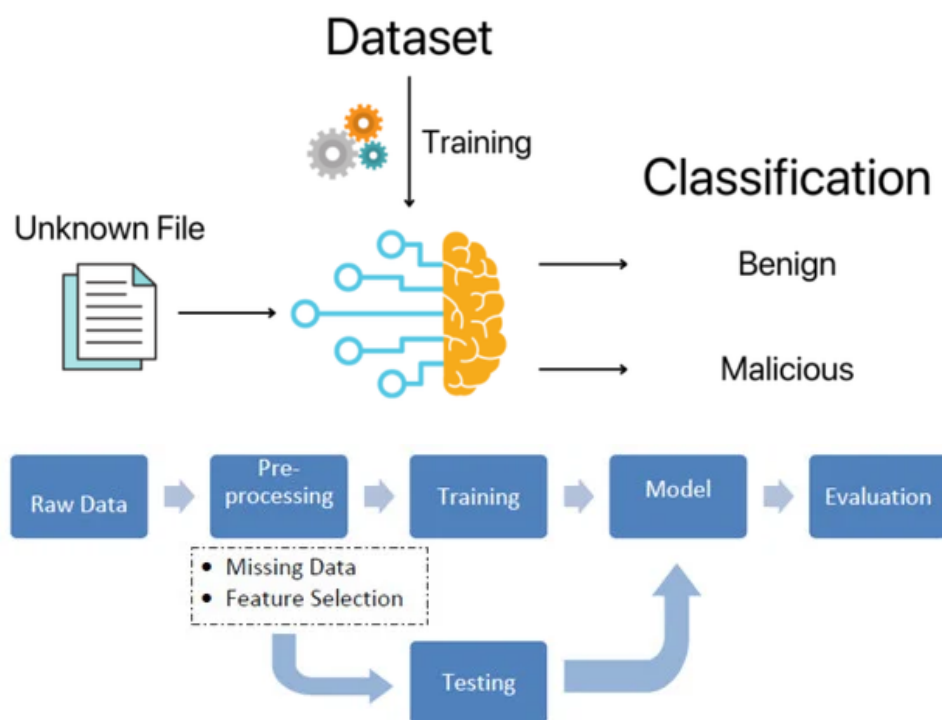 Dataset
Training
Classification
Unknown File
Benign
Malicious
Raw Data
Pre-
processing
Training
Model
Evaluation
• Missing Data
• Feature Selection
Testing